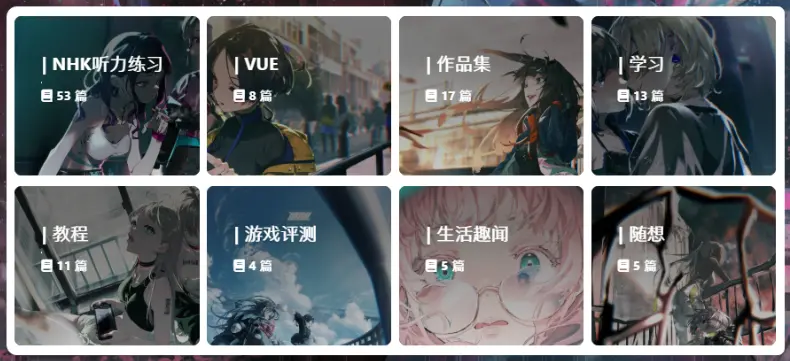 | NHK听力练习
53 篇
| VUE
8 篇
| 作品集
17 篇
| 学习
13 篇
| 教程
11 篇
| 游戏评测
4 篇
| 生活趣闻
5 篇
| 随想
5 篇